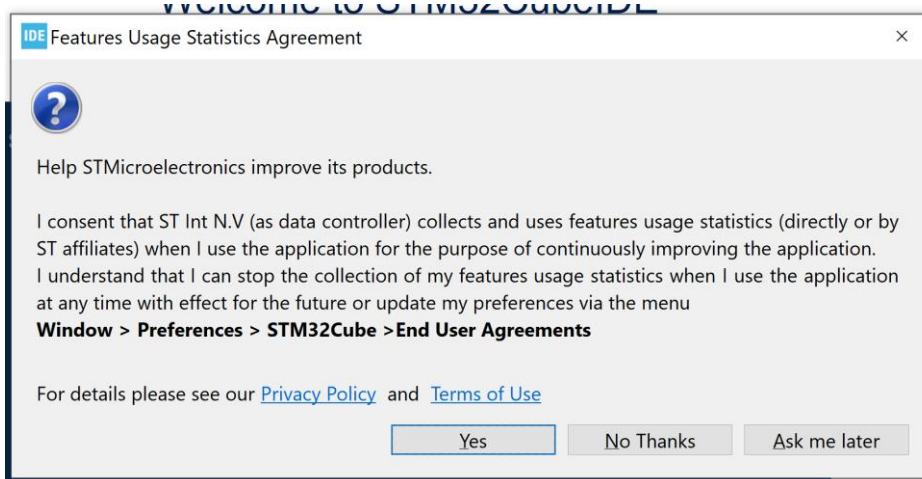 Welcome to STM32CubeIDE
IDE Features Usage Statistics Agreement
Help STMicroelectronics improve its products.
I consent that ST Int N.V (as data controller) collects and uses features usage statistics (directly or by
ST affiliates) when I use the application for the purpose of continuously improving the application.
I understand that I can stop the collection of my features usage statistics when I use the application
at any time with effect for the future or update my preferences via the menu
Window > Preferences > STM32Cube >End User Agreements
For details please see our Privacy Policy and Terms of Use
Yes No Thanks Ask me later